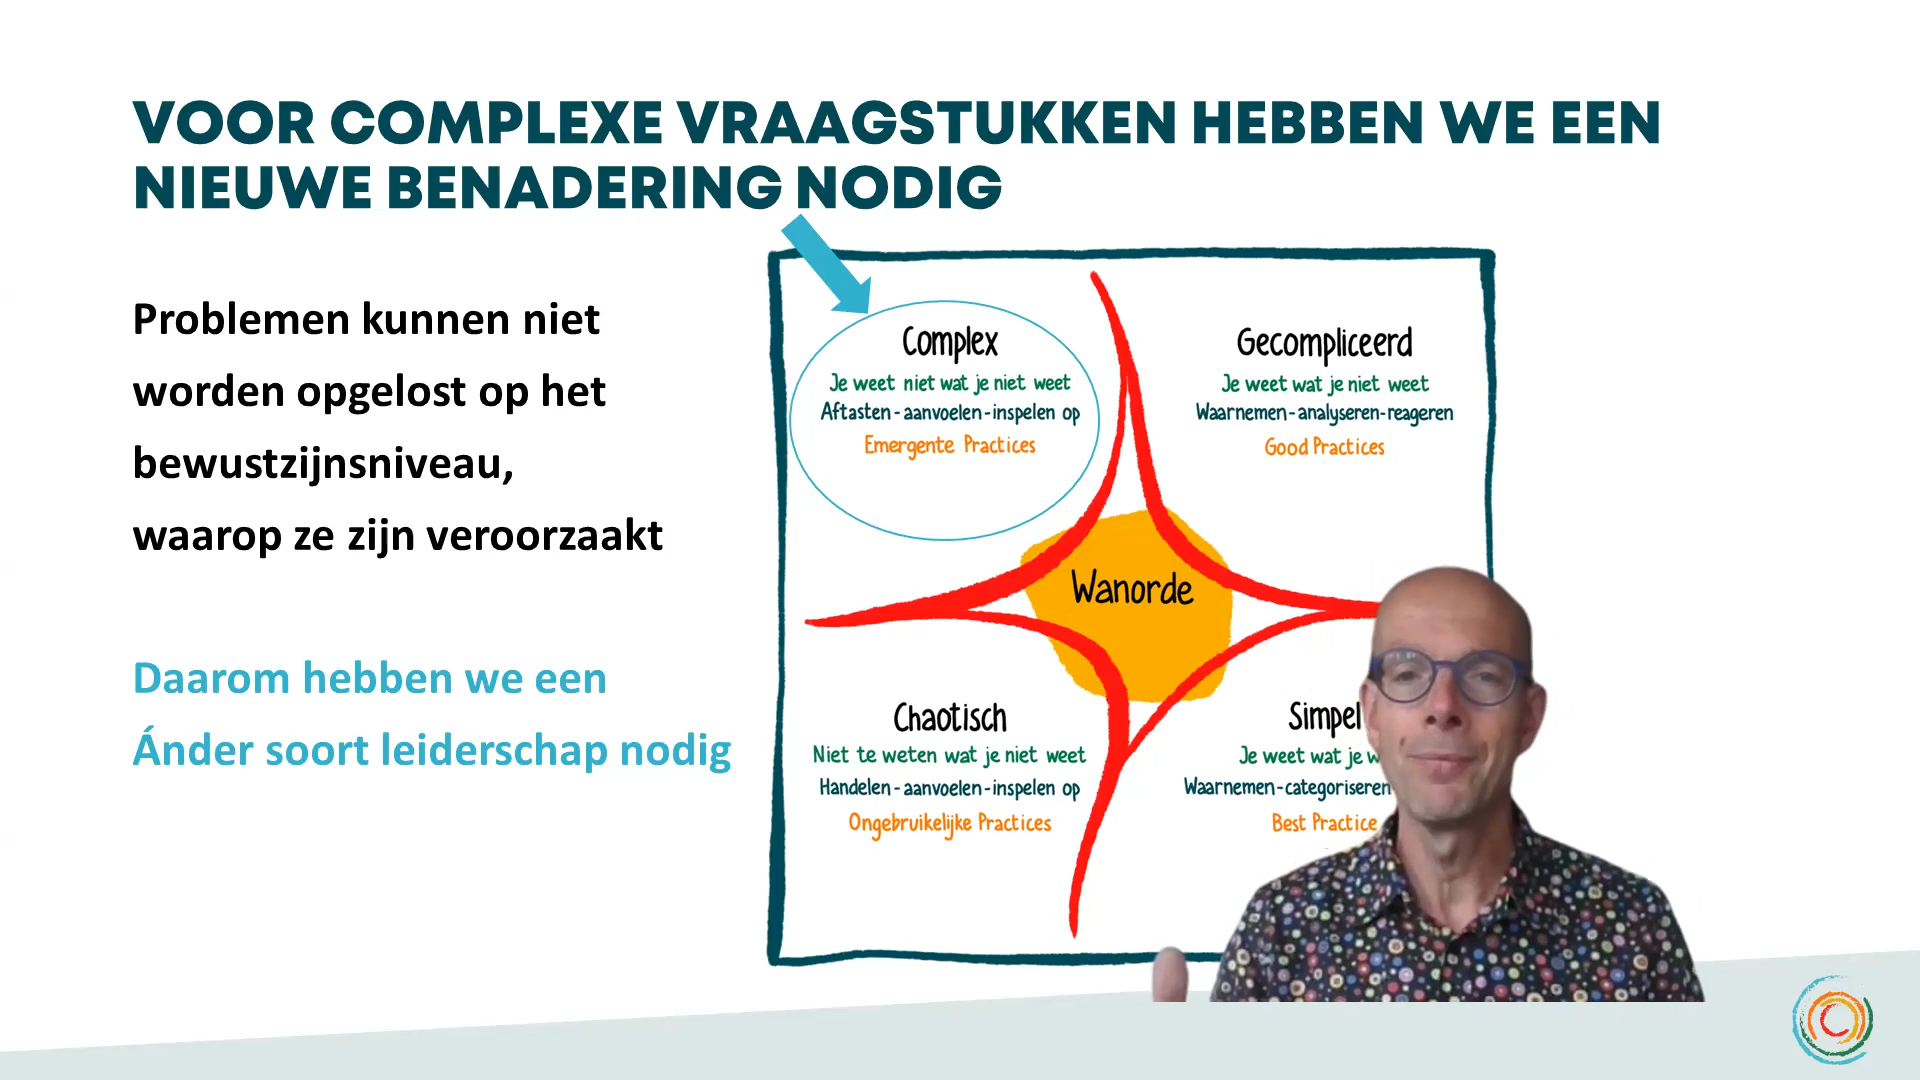 VOOR COMPLEXE VRAAGSTUKKEN HEBBEN WE EEN
NIEUWE BENADERING NODIG
Problemen kunnen niet
worden opgelost op het
bewustzijnsniveau,
waarop ze zijn veroorzaakt
Daarom hebben we een
Ánder soort leiderschap nodig
Complex
Je weet niet wat je niet weet
Aftasten-aanvoelen-inspelen op
Emergente Practices
Gecompliceerd
Je weet wat je niet weet
Waarnemen-analyseren-reageren
Good Practices
Wanorde
Chaotisch
Niet te weten wat je niet weet
Handelen-aanvoelen-inspelen op
Ongebruikelijke Practices
Simpel
Je weet wat je
Waarnemen-categoriseren
Best Practice